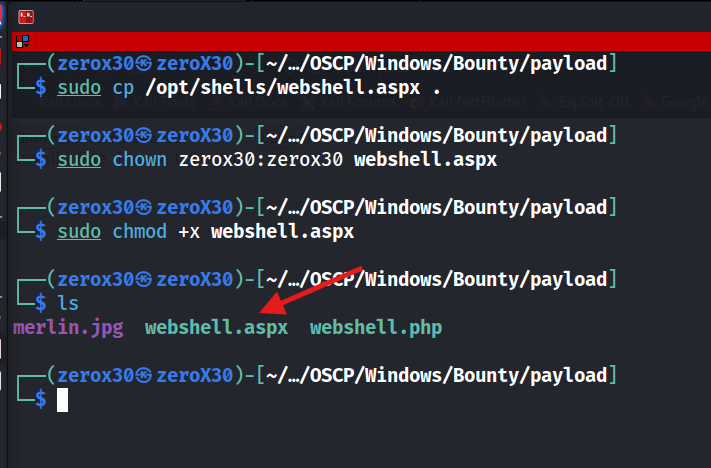 (zerox30㉿zeroX30)-[~/…/OSCP/Windows/Bounty/payload]
$ sudo cp /opt/shells/webshell.aspx .
(zerox30㉿zeroX30)-[~/…/OSCP/Windows/Bounty/payload]
$ sudo chown zerox30:zerox30 webshell.aspx
(zerox30㉿zeroX30)-[~/…/OSCP/Windows/Bounty/payload]
$ sudo chmod +x webshell.aspx
(zerox30㉿zeroX30)-[~/…/OSCP/Windows/Bounty/payload]
$ ls
merlin.jpg webshell.aspx webshell.php
(zerox30㉿zeroX30)-[~/…/OSCP/Windows/Bounty/payload]
$